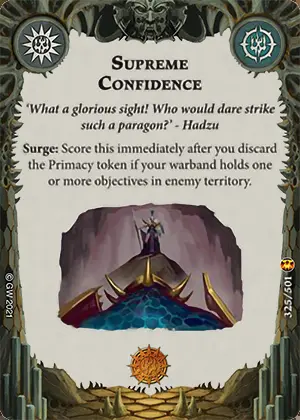 SUPREME
CONFIDENCE
'What a glorious sight! Who would dare strike
such a paragon?' - Hadzu
Surge: Score this immediately after you discard
the Primacy token if your warband holds one
or more objectives in enemy territory.
© GW 2021
325/501